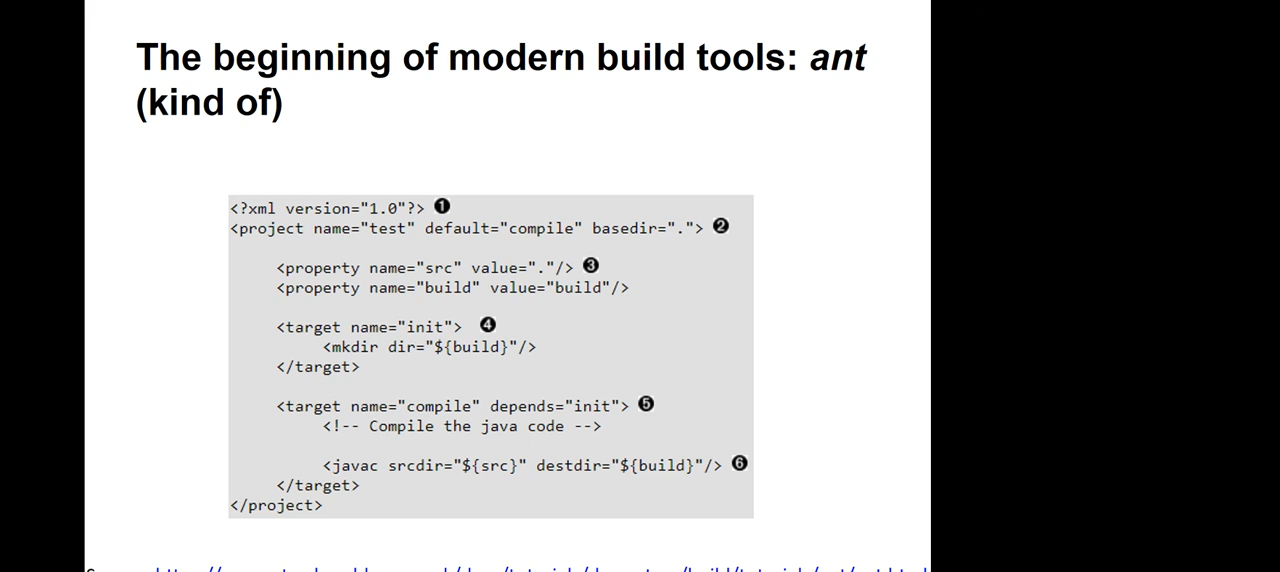 The beginning of modern build tools: ant
(kind of)
<?xml version="1.0"?> ❶
<project name="test" default="compile" basedir="."> ❷
<property name="src" value="."/> ❸
<property name="build" value="build"/>
<target name="init"> ❹
<mkdir dir="${build}"/>
</target>
<target name="compile" depends="init"> ❺
<!-- Compile the java code -->
<javac srcdir="${src}" destdir="${build}"/> ❻
</target>
</project>